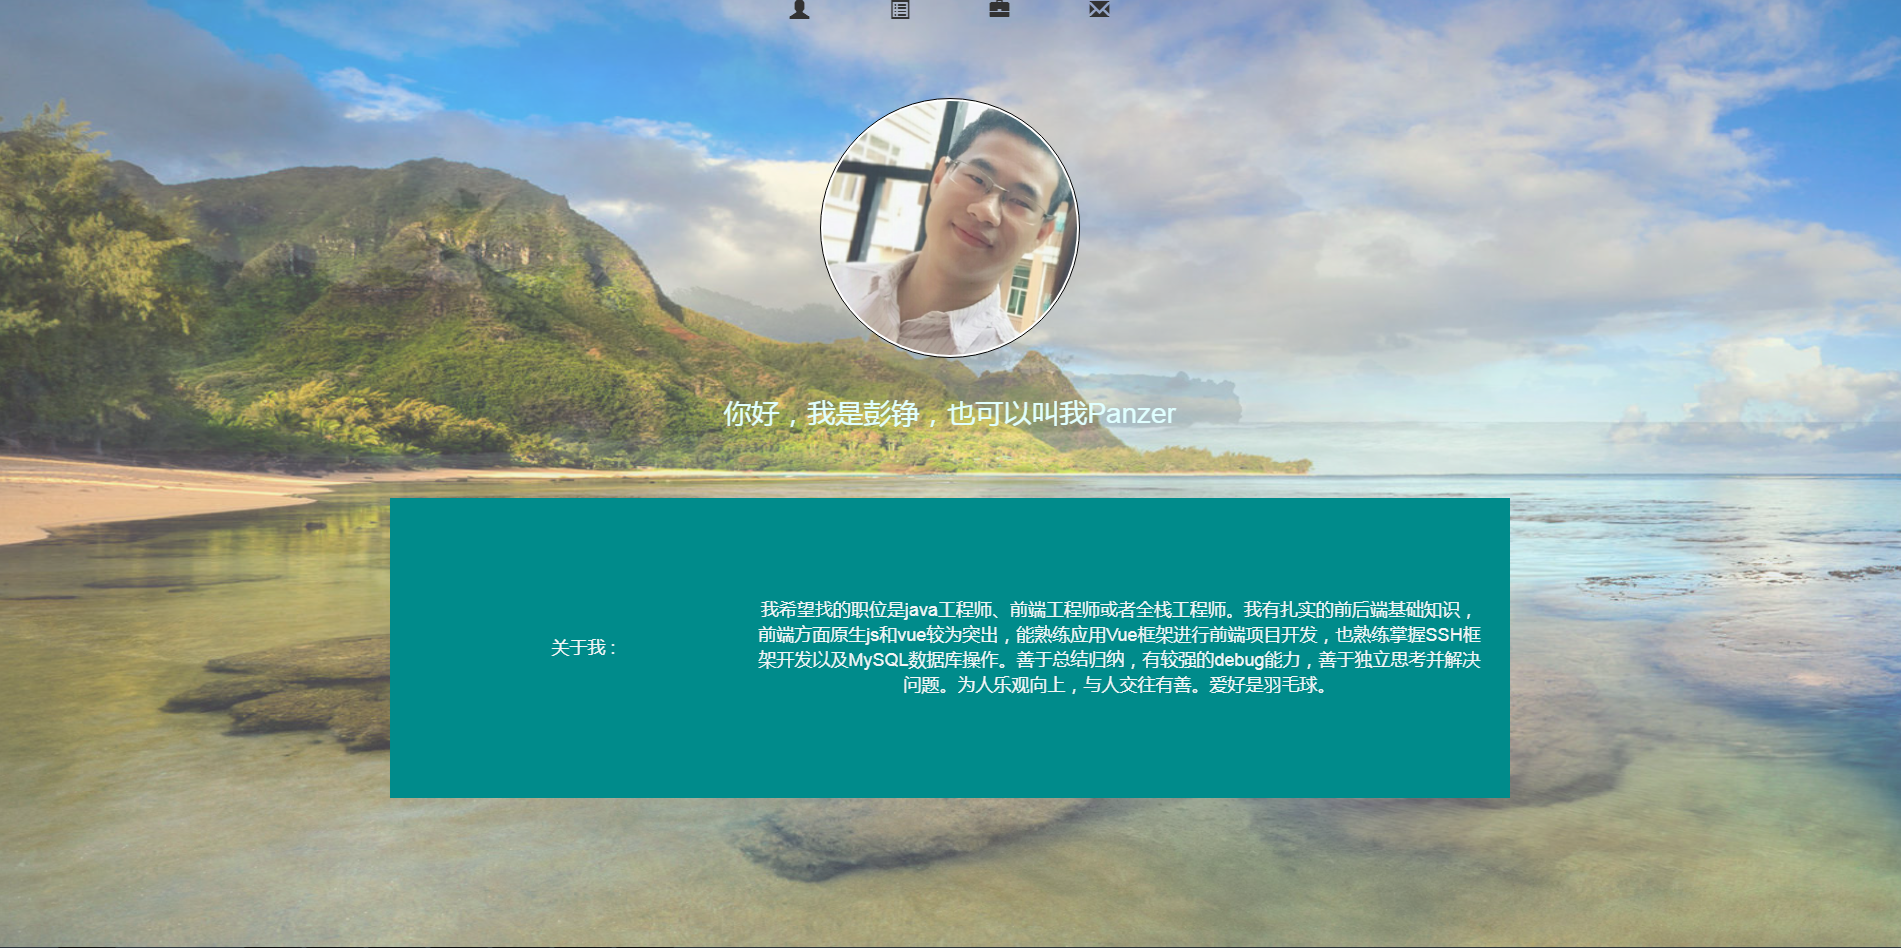 你好，我是彭铮，也可以叫我Panzer
关于我：
我希望找的职位是java工程师、前端工程师或者全栈工程师。我有扎实的前后端基础知识，
前端方面原生js和vue较为突出，能熟练应用Vue框架进行前端项目开发，也熟练掌握SSH框
架开发以及MySQL数据库操作。善于总结归纳，有较强的debug能力，善于独立思考并解决
问题。为人乐观向上，与人交往有善。爱好是羽毛球。